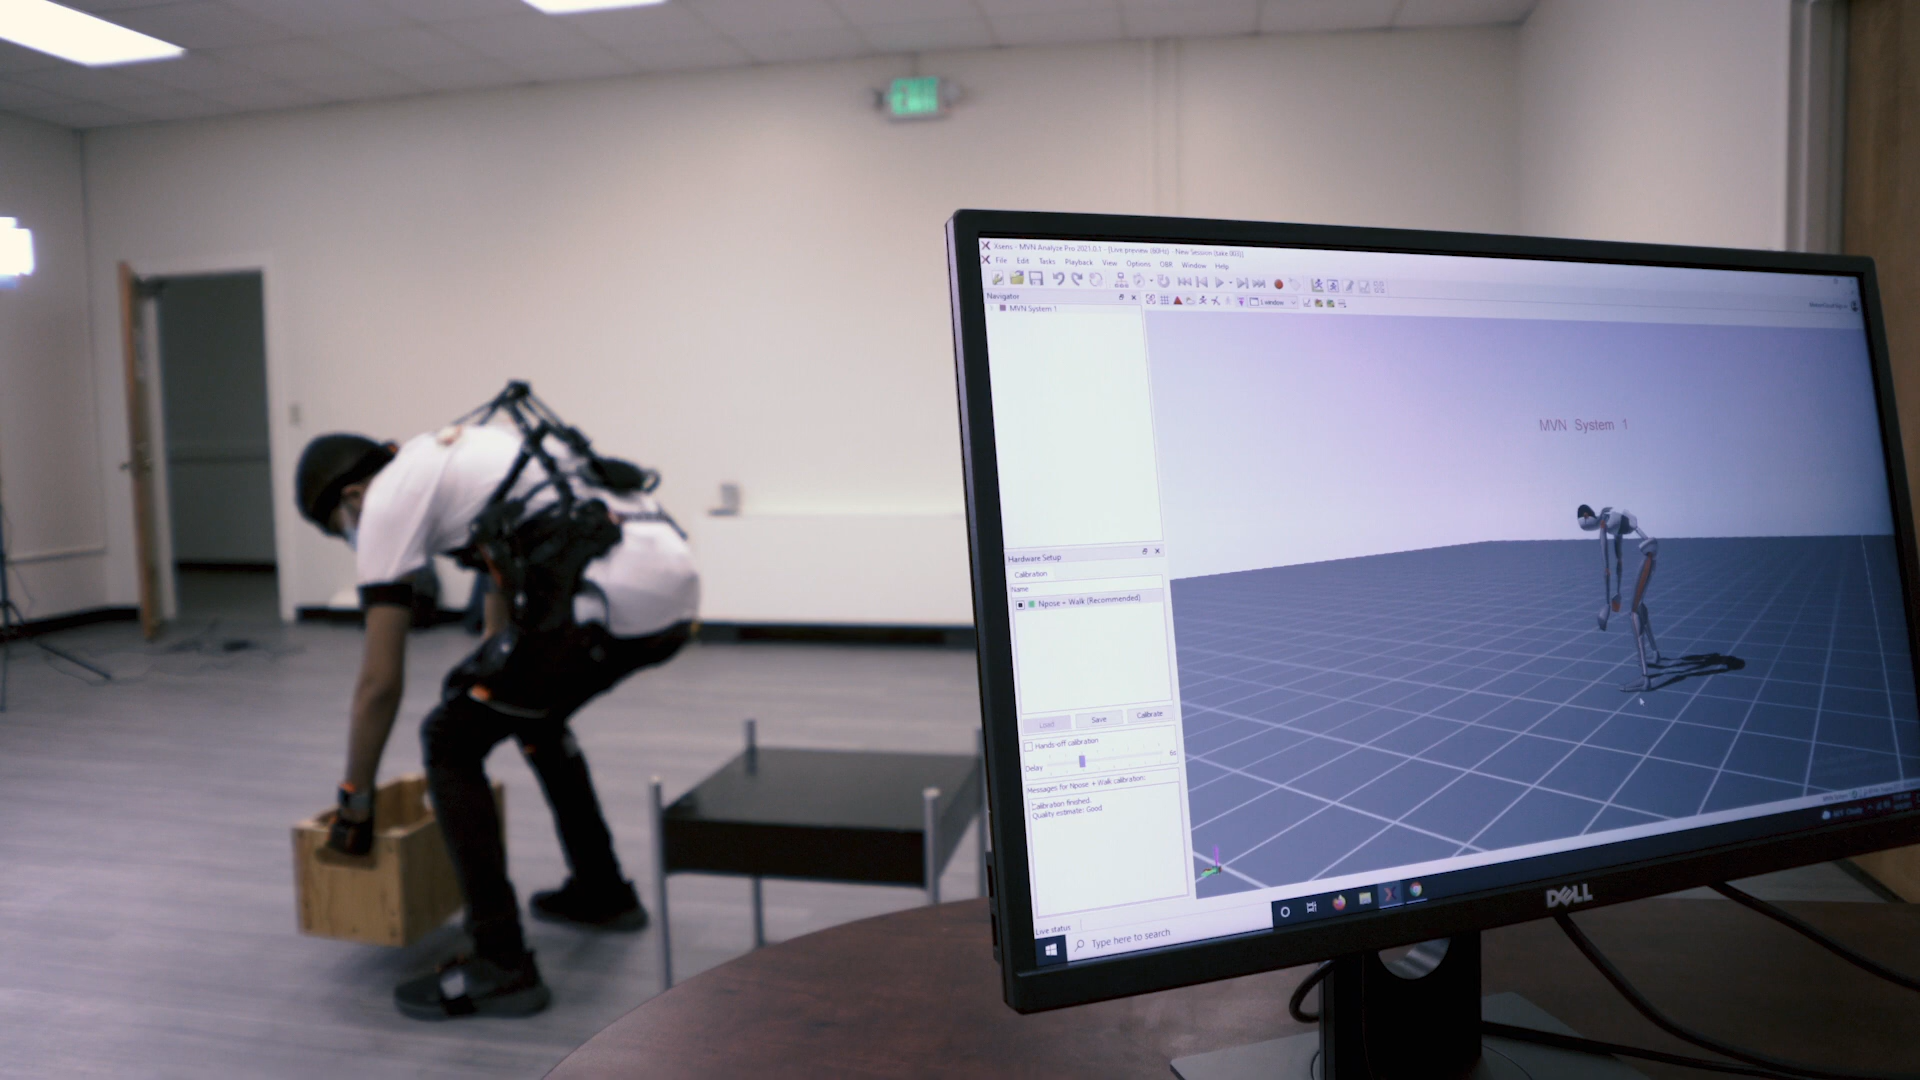 EXIT
Xsens - MVN Analyze Pro 2021.0.1 - [Live preview (60Hz) - New Session (take 003)]
File Edit Tasks Playback View Options OBR Window Help
Navigator
MVN System 1
1-window
MVN System 1
Hardware Setup
Calibration
Name
Npose + Walk (Recommended)
Load Save Calibrate
Hands-off calibration
Delay
Messages for Npose + Walk calibration:
Calibration finished.
Quality estimate: Good
Live status
Type here to search
DELL